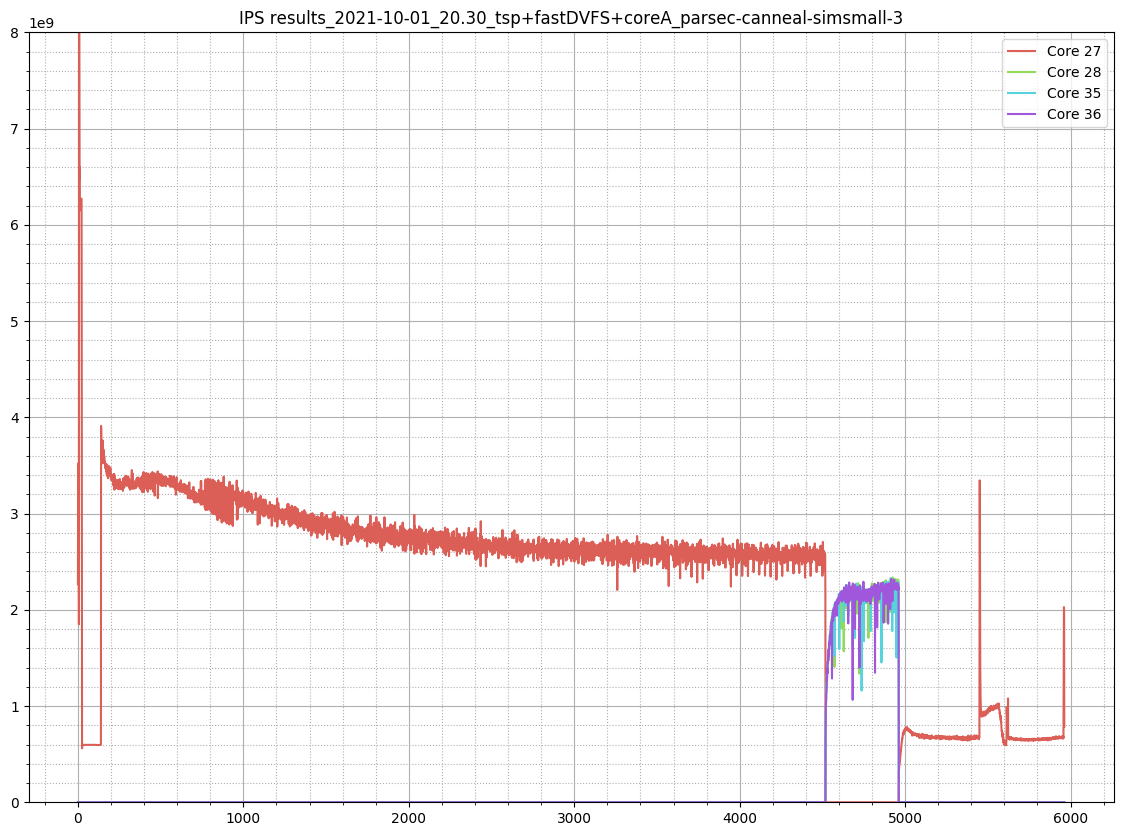 IPS results_2021-10-01_20.30_tsp+fastDVFS+coreA_parsec-canneal-simsmall-3
1e9
8
7
6
5
4
3
2
1
0
Core 27
Core 28
Core 35
Core 36
0 1000 2000 3000 4000 5000 6000